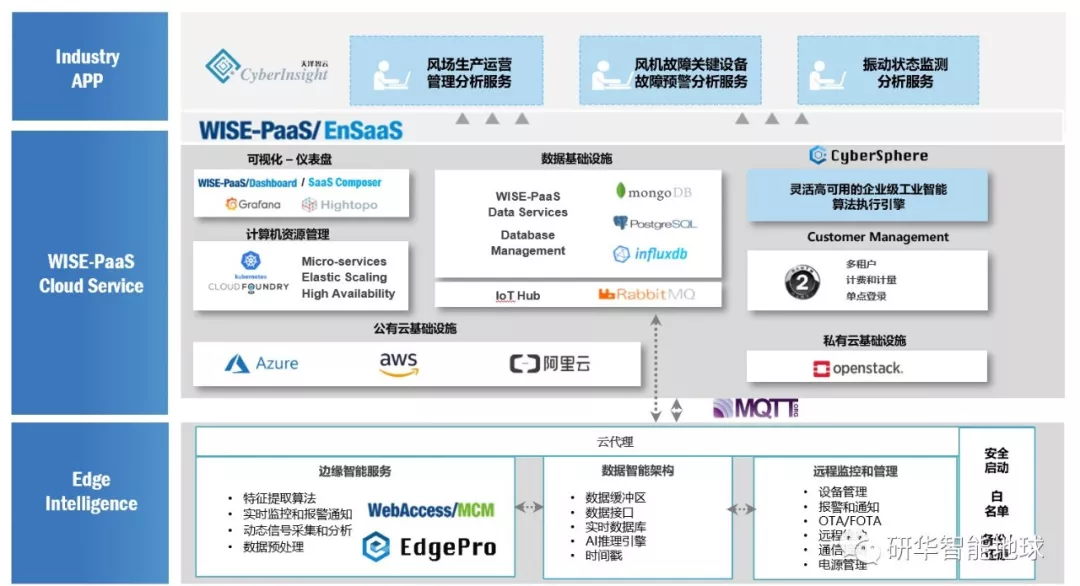 Industry
APP
天泽智云
CyberInsight
风场生产运营
管理分析服务
风机故障关键设备
故障预警分析服务
振动状态监测
分析服务
WISE-PaaS/ EnSaaS
WISE-PaaS
Cloud Service
可视化 – 仪表盘
WISE-PaaS/Dashboard / SaaS Composer
Grafana
Hightopo
计算机资源管理
kubernetes
CLOUDFOUNDRY
Micro-services
Elastic Scaling
High Availability
数据基础设施
WISE-PaaS
Data Services
Database
Management
mongoDB
PostgreSQL
influxdb
IoT Hub
RabbitMQ
CyberSphere
灵活高可用的企业级工业智能
算法执行引擎
Customer Management
2
多租户
计费和计量
单点登录
公有云基础设施
Azure
aws
阿里云
私有云基础设施
openstack.
MQTT.ORG
Edge
Intelligence
云代理
边缘智能服务
• 特征提取算法
• 实时监控和报警通知
• 动态信号采集和分析
• 数据预处理
WebAccess/MCM
EdgePro
数据智能架构
• 数据缓冲区
• 数据接口
• 实时数据库
• AI推理引擎
• 时间戳
远程监控和管理
• 设备管理
• 报警和通知
• OTA/FOTA
• 远程
• 通信
• 电源管理
安全
启动
白
名单
备份
还原
研华智能地球